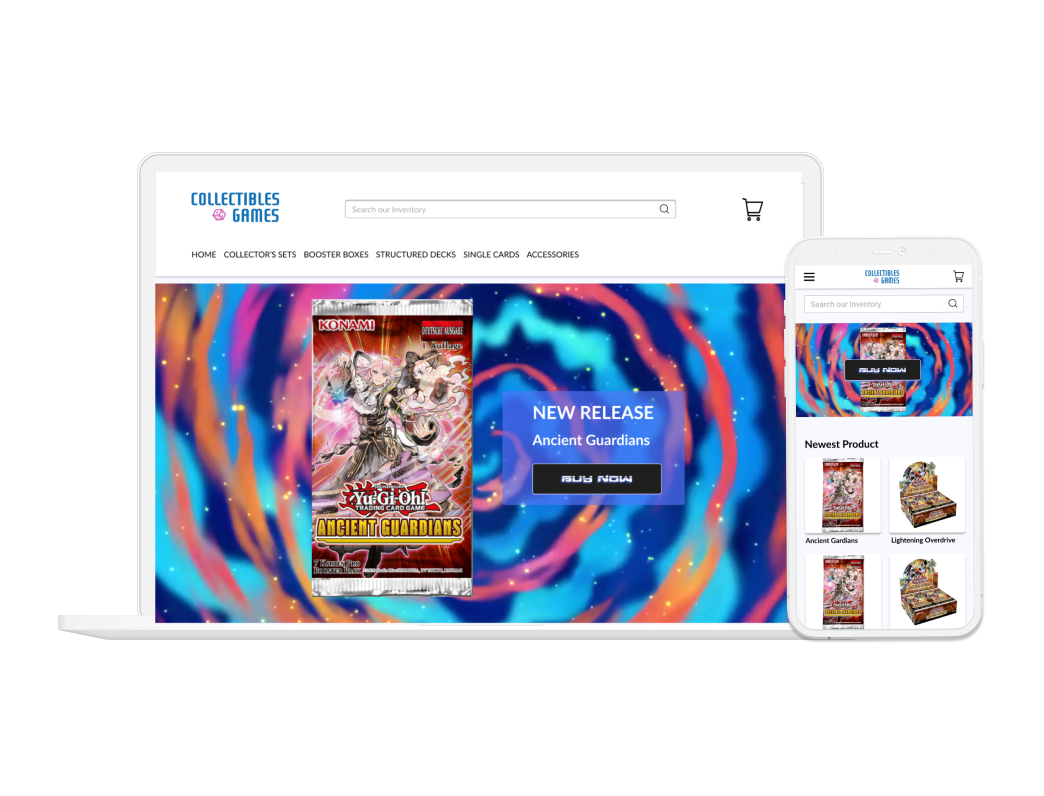 COLLECTIBLES
GAMES
Search our Inventory
HOME COLLECTOR'S SETS BOOSTER BOXES STRUCTURED DECKS SINGLE CARDS ACCESSORIES
KONAMI
DEUTSCHE AUSGABE
1. Auflage
Yu-Gi-Oh!
TRADING CARD GAME
ANCIENT GUARDIANS
7 Karten Pro
Booster Pack
NEW RELEASE
Ancient Guardians
BUY NOW
COLLECTIBLES
GAMES
Search our Inventory
BUY NOW
ANCIENT GUARDIANS
Newest Product
Ancient Gardians
Lightening Overdrive